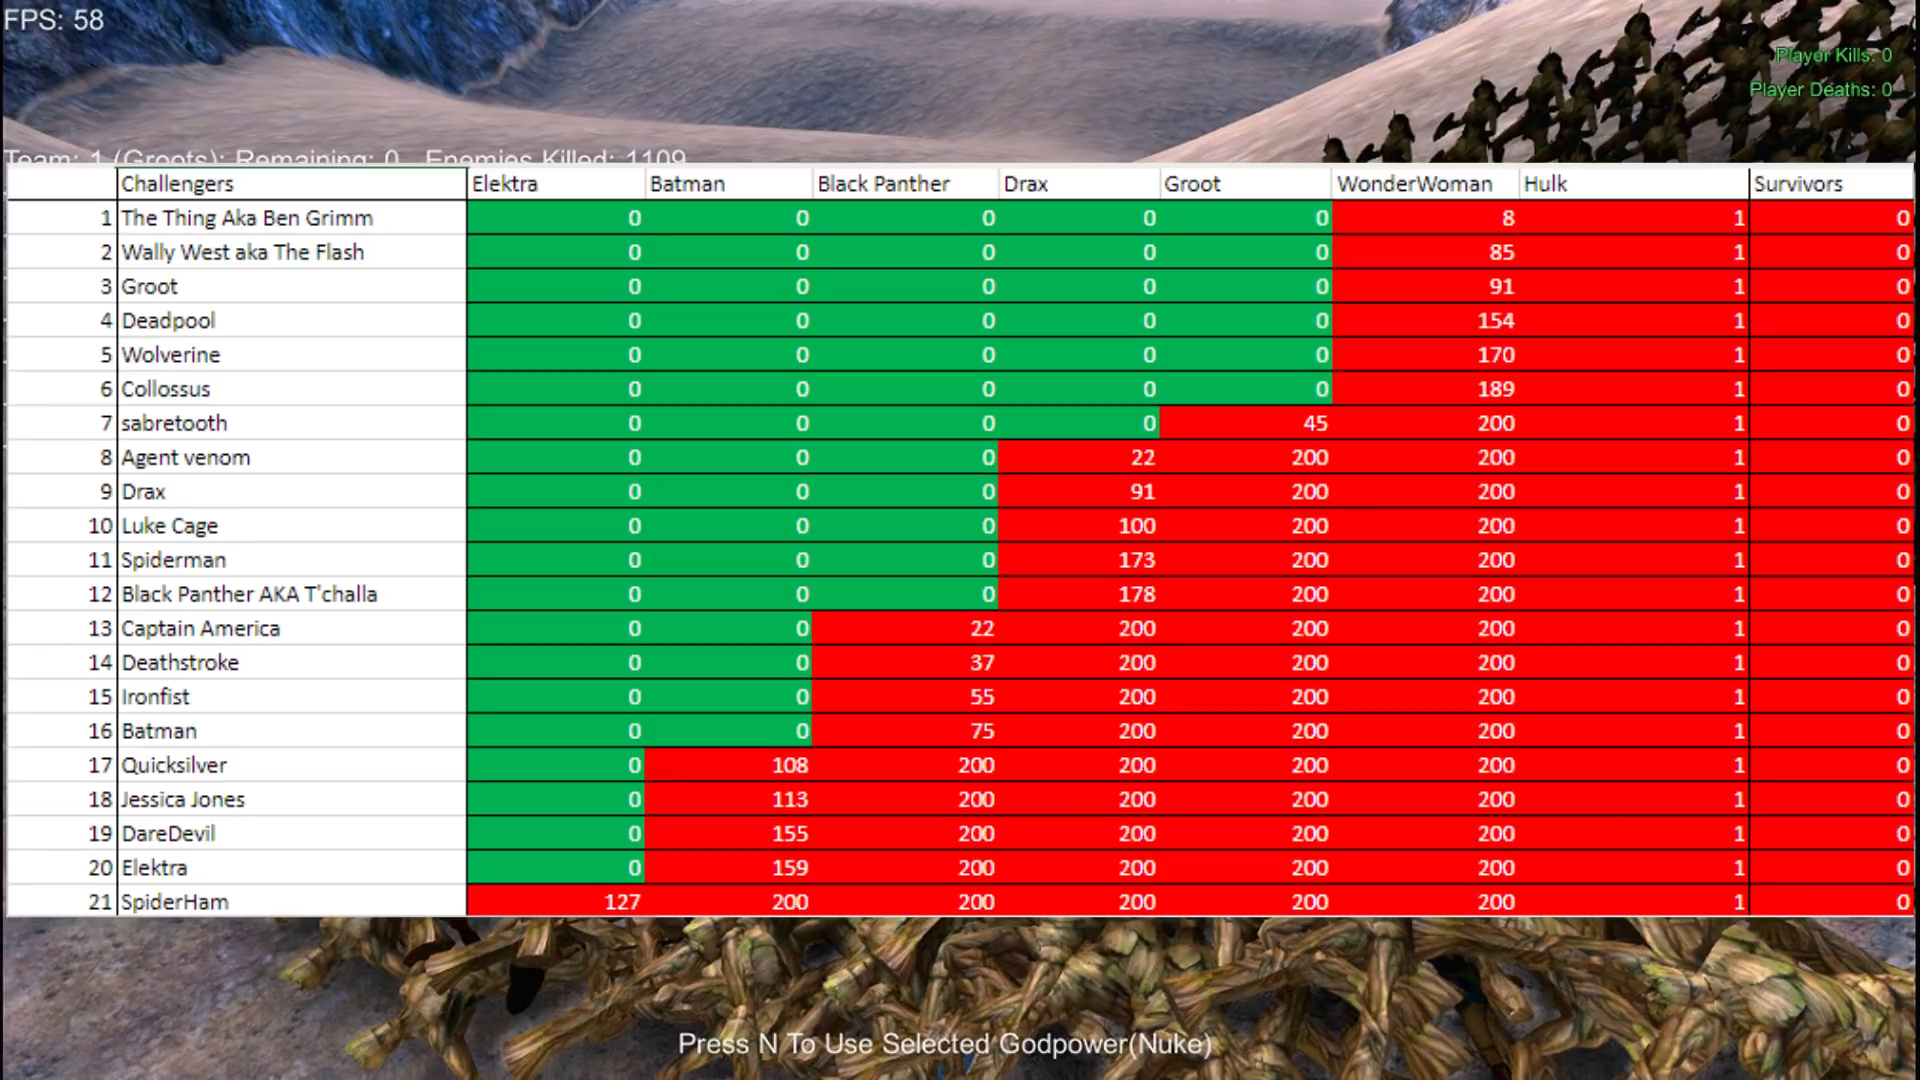 FPS: 58
Player Kills: 0
Player Deaths: 0
Team: 1 (Groots): Remaining: 0 Enemies Killed: 1109
Challengers Elektra Batman Black Panther Drax Groot WonderWoman Hulk Survivors
1 The Thing Aka Ben Grimm 0 0 0 0 0 8 1 0
2 Wally West aka The Flash 0 0 0 0 0 85 1 0
3 Groot 0 0 0 0 0 91 1 0
4 Deadpool 0 0 0 0 0 154 1 0
5 Wolverine 0 0 0 0 0 170 1 0
6 Collossus 0 0 0 0 0 189 1 0
7 sabretooth 0 0 0 0 45 200 1 0
8 Agent venom 0 0 0 22 200 200 1 0
9 Drax 0 0 0 91 200 200 1 0
10 Luke Cage 0 0 0 100 200 200 1 0
11 Spiderman 0 0 0 173 200 200 1 0
12 Black Panther AKA T'challa 0 0 0 178 200 200 1 0
13 Captain America 0 0 22 200 200 200 1 0
14 Deathstroke 0 0 37 200 200 200 1 0
15 Ironfist 0 0 55 200 200 200 1 0
16 Batman 0 0 75 200 200 200 1 0
17 Quicksilver 0 108 200 200 200 200 1 0
18 Jessica Jones 0 113 200 200 200 200 1 0
19 DareDevil 0 155 200 200 200 200 1 0
20 Elektra 0 159 200 200 200 200 1 0
21 SpiderHam 127 200 200 200 200 200 1 0
Press N To Use Selected Godpower(Nuke)